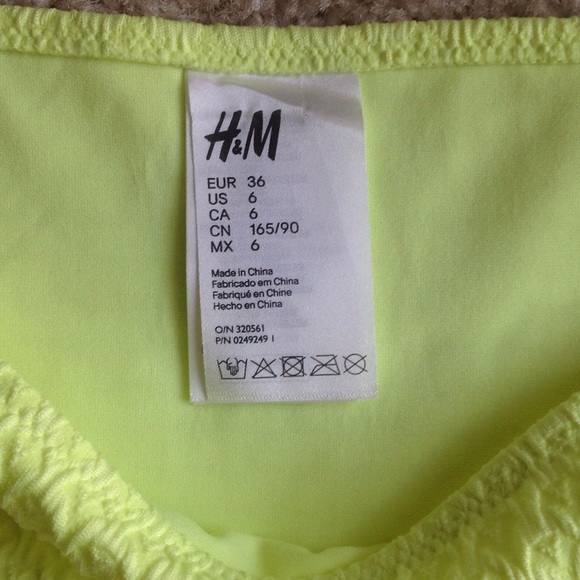 H&M
EUR 36
US 6
CA 6
CN 165/90
MX 6
Made in China
Fabricado em China
Fabriqué en Chine
Hecho en China
O/N 320561
P/N 0249249 1